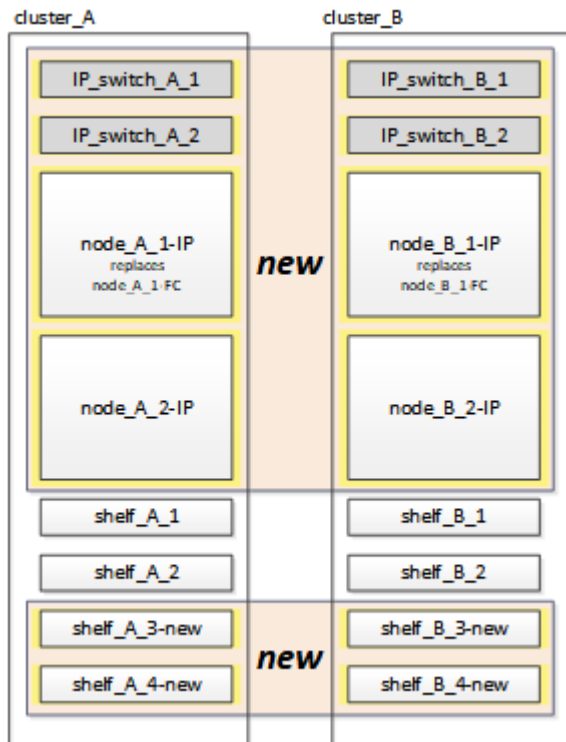 cluster_A
cluster_B
IP_switch_A_1
IP_switch_B_1
IP_switch_A_2
IP_switch_B_2
node_A_1-IP
replaces
node_A_1-FC
new
node_B_1-IP
replaces
node_B_1-FC
node_A_2-IP
node_B_2-IP
shelf_A_1
shelf_B_1
shelf_A_2
shelf_B_2
shelf_A_3-new
shelf_B_3-new
new
shelf_A_4-new
shelf_B_4-new